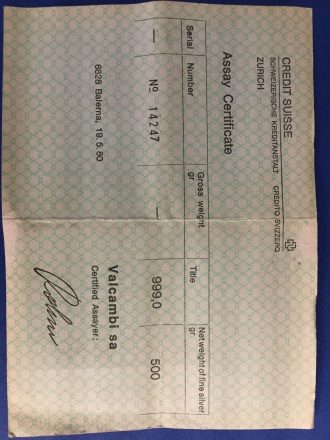 CREDIT SUISSE
SCHWEIZERISCHE KREDITANSTALT CREDITO SVIZZERO
ZURICH
Assay Certificate
Serial Number Gross weight gr Title Net weight of fine silver gr
— № 14247 — 999,0 500
6828 Balerna, 19.5.80
Valcambi sa
Certified Assayer: